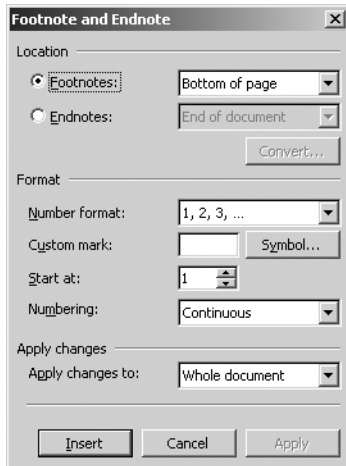 Footnote and Endnote
Location
Footnotes: Bottom of page
Endnotes: End of document
Convert...
Format
Number format: 1, 2, 3, ...
Custom mark: Symbol...
Start at: 1
Numbering: Continuous
Apply changes
Apply changes to: Whole document
Insert Cancel Apply